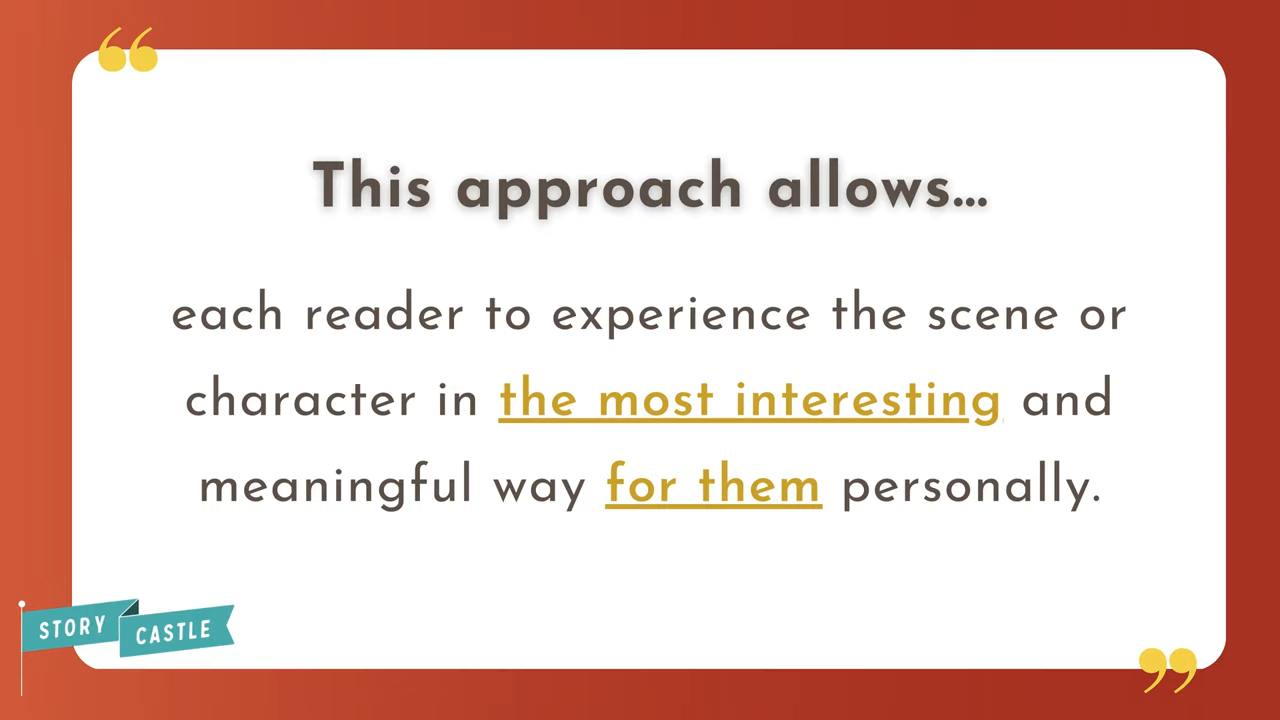 This approach allows...
each reader to experience the scene or
character in the most interesting and
meaningful way for them personally.
STORY CASTLE